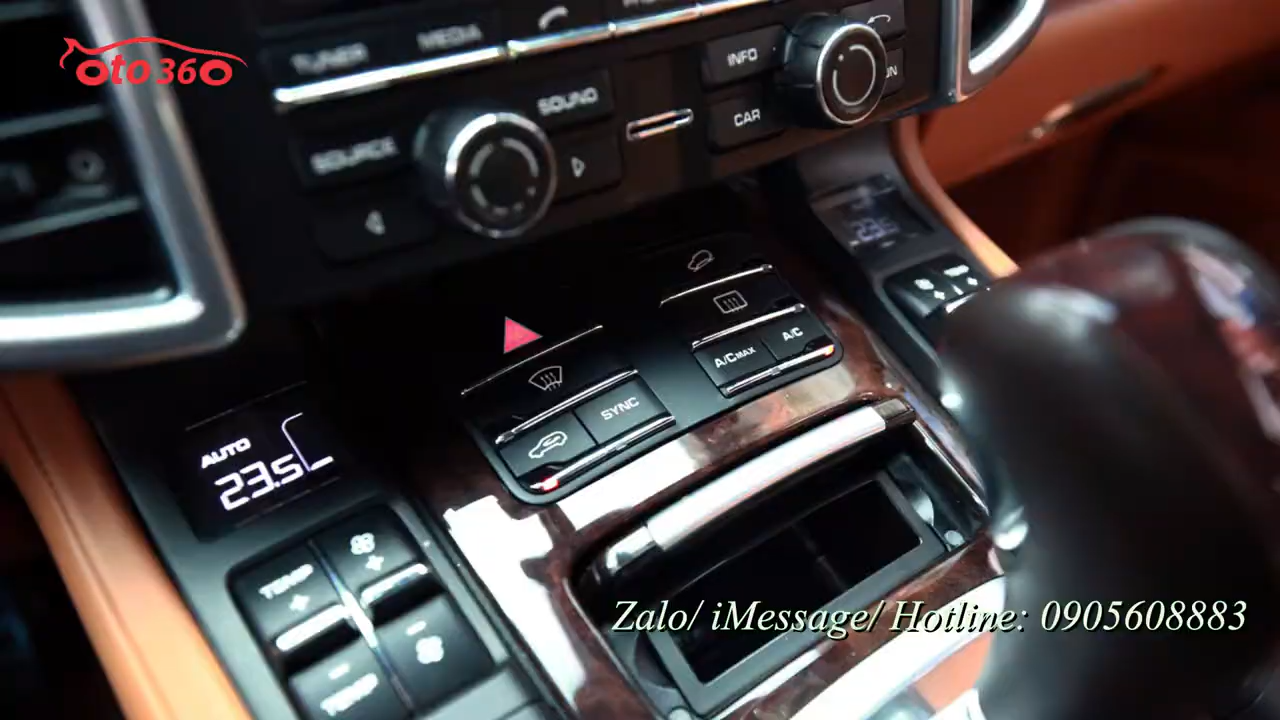 oto360
TUNER
MEDIA
INFO
SOUND
SOURCE
CAR
A/C MAX
A/C
SYNC
AUTO
23.5
TEMP
TEMP
Zalo/ iMessage/ Hotline: 0905608883